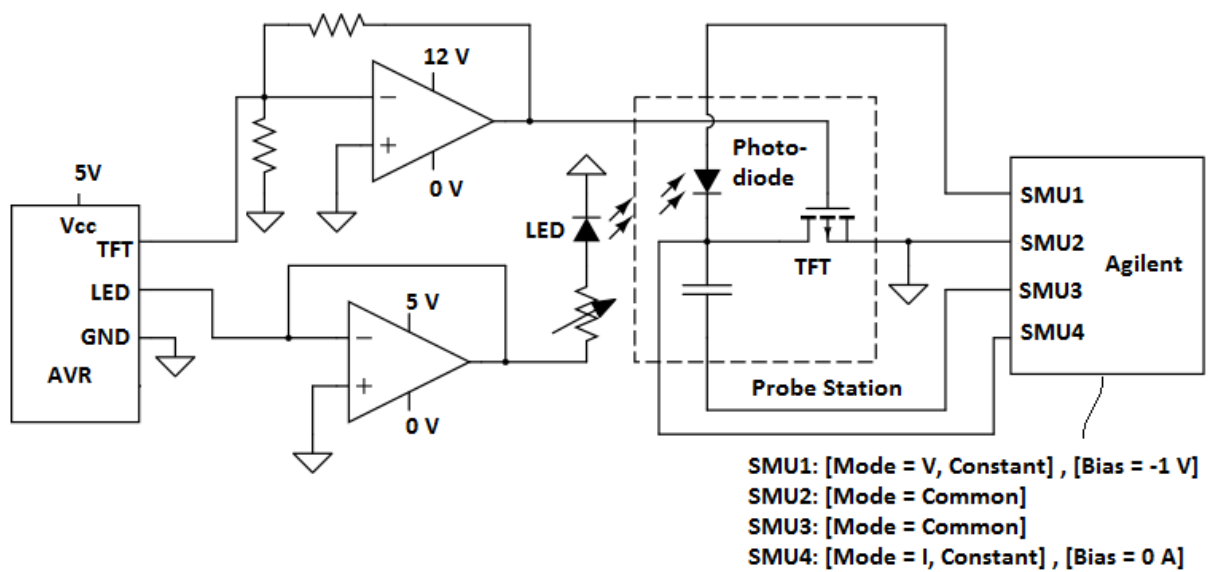 12 V
−
+
0 V
5V
Vcc
TFT
LED
GND
AVR
5 V
−
+
0 V
LED
Photo-
diode
TFT
Probe Station
SMU1
SMU2
SMU3
SMU4
Agilent
SMU1: [Mode = V, Constant] , [Bias = -1 V]
SMU2: [Mode = Common]
SMU3: [Mode = Common]
SMU4: [Mode = I, Constant] , [Bias = 0 A]